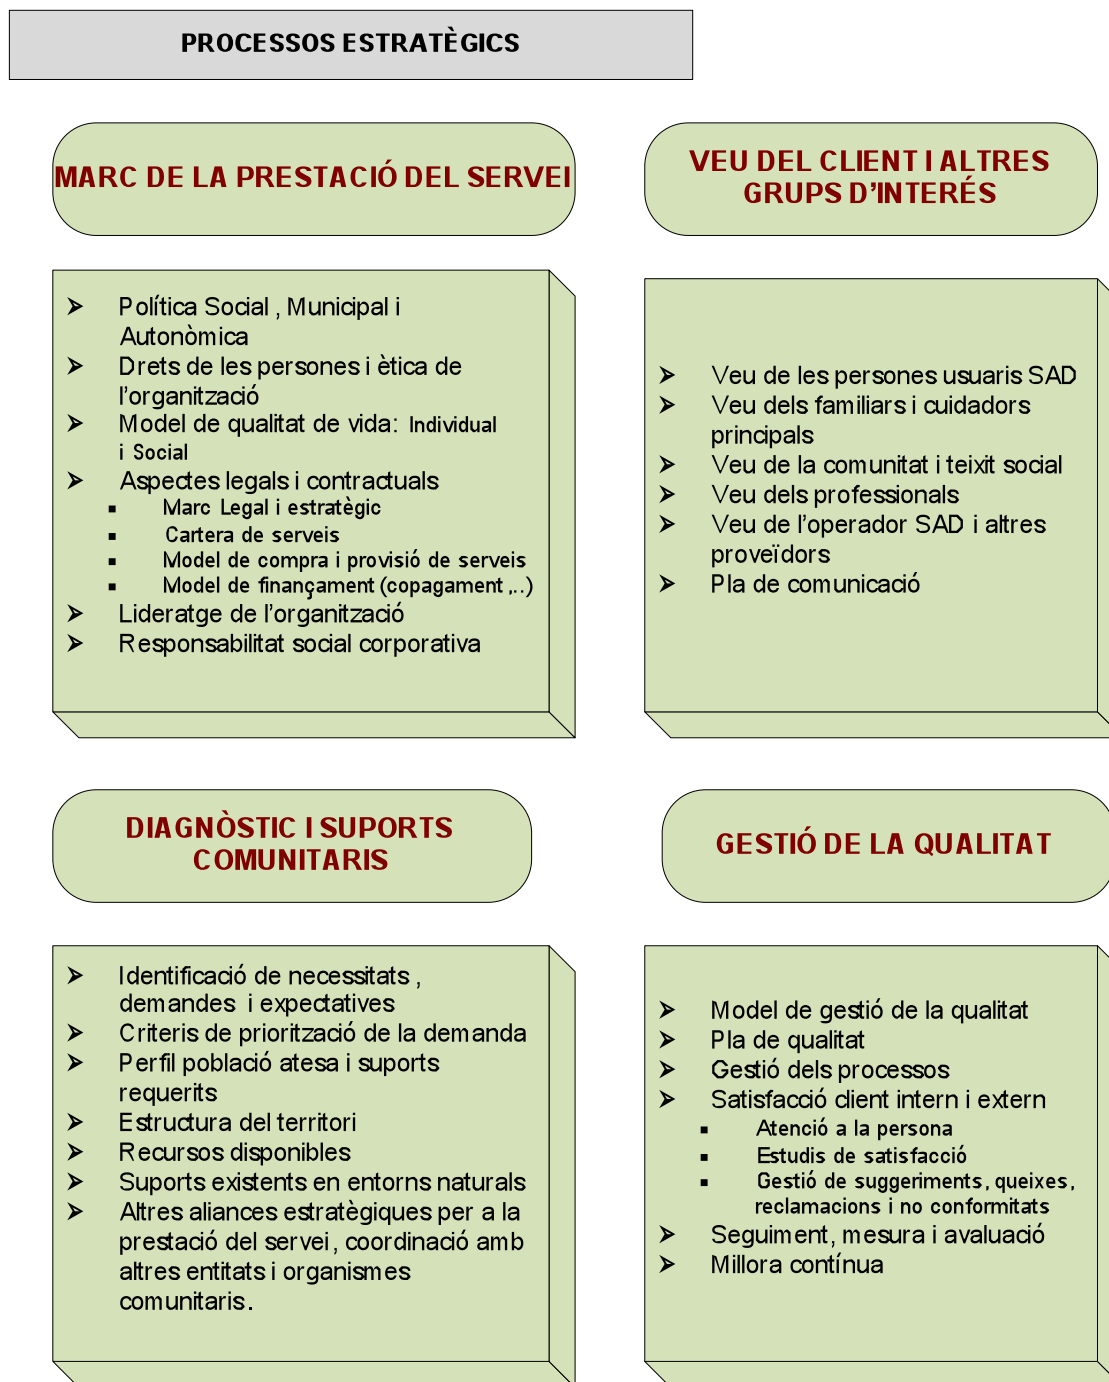 PROCESSOS ESTRATÈGICS
MARC DE LA PRESTACIÓ DEL SERVEI
➤ Política Social , Municipal i
Autonòmica
➤ Drets de les persones i ètica de
l’organització
➤ Model de qualitat de vida: Individual
i Social
➤ Aspectes legals i contractuals
▪ Marc Legal i estratègic
▪ Cartera de serveis
▪ Model de compra i provisió de serveis
▪ Model de finançament (copagament ,..)
➤ Lideratge de l’organització
➤ Responsabilitat social corporativa
VEU DEL CLIENT I ALTRES
GRUPS D’INTERÉS
➤ Veu de les persones usuaris SAD
➤ Veu dels familiars i cuidadors
principals
➤ Veu de la comunitat i teixit social
➤ Veu dels professionals
➤ Veu de l’operador SAD i altres
proveïdors
➤ Pla de comunicació
DIAGNÒSTIC I SUPORTS
COMUNITARIS
➤ Identificació de necessitats ,
demandes i expectatives
➤ Criteris de priorització de la demanda
➤ Perfil població atesa i suports
requerits
➤ Estructura del territori
➤ Recursos disponibles
➤ Suports existents en entorns naturals
➤ Altres aliances estratègiques per a la
prestació del servei, coordinació amb
altres entitats i organismes
comunitaris.
GESTIÓ DE LA QUALITAT
➤ Model de gestió de la qualitat
➤ Pla de qualitat
➤ Gestió dels processos
➤ Satisfacció client intern i extern
▪ Atenció a la persona
▪ Estudis de satisfacció
▪ Gestió de suggeriments, queixes,
reclamacions i no conformitats
➤ Seguiment, mesura i avaluació
➤ Millora contínua